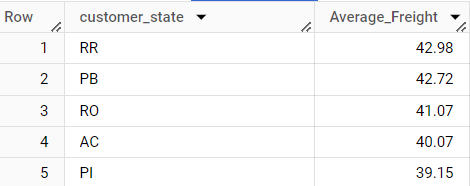 Row customer_state Average_Freight
1 RR 42.98
2 PB 42.72
3 RO 41.07
4 AC 40.07
5 PI 39.15